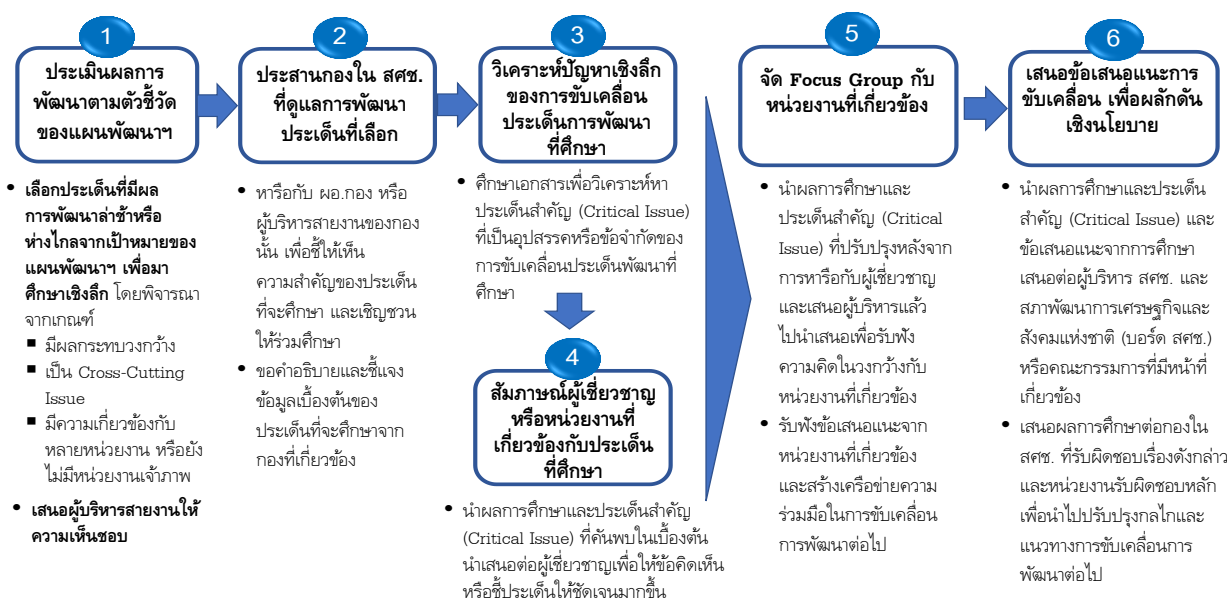 1
ประเมินผลการ
พัฒนาตามตัวชี้วัด
ของแผนพัฒนาฯ
• เลือกประเด็นที่มีผล
การพัฒนาล่าช้าหรือ
ห่างไกลจากเป้าหมายของ
แผนพัฒนาฯ เพื่อมา
ศึกษาเชิงลึก โดยพิจารณา
จากเกณฑ์
▪ มีผลกระทบวงกว้าง
▪ เป็น Cross-Cutting
Issue
▪ มีความเกี่ยวข้องกับ
หลายหน่วยงาน หรือยัง
ไม่มีหน่วยงานเจ้าภาพ
• เสนอผู้บริหารสายงานให้
ความเห็นชอบ
2
ประสานกองใน สศช.
ที่ดูแลการพัฒนา
ประเด็นที่เลือก
• หารือกับ ผอ.กอง หรือ
ผู้บริหารสายงานของกอง
นั้น เพื่อชี้ให้เห็น
ความสำคัญของประเด็น
ที่จะศึกษา และเชิญชวน
ให้ร่วมศึกษา
• ขอคำอธิบายและชี้แจง
ข้อมูลเบื้องต้นของ
ประเด็นที่จะศึกษาจาก
กองที่เกี่ยวข้อง
3
วิเคราะห์ปัญหาเชิงลึก
ของการขับเคลื่อน
ประเด็นการพัฒนา
ที่ศึกษา
• ศึกษาเอกสารเพื่อวิเคราะห์หา
ประเด็นสำคัญ (Critical Issue)
ที่เป็นอุปสรรคหรือข้อจำกัดของ
การขับเคลื่อนประเด็นพัฒนาที่
ศึกษา
4
สัมภาษณ์ผู้เชี่ยวชาญ
หรือหน่วยงานที่
เกี่ยวข้องกับประเด็น
ที่ศึกษา
• นำผลการศึกษาและประเด็นสำคัญ
(Critical Issue) ที่ค้นพบในเบื้องต้น
นำเสนอต่อผู้เชี่ยวชาญเพื่อให้ข้อคิดเห็น
หรือชี้ประเด็นให้ชัดเจนมากขึ้น
5
จัด Focus Group กับ
หน่วยงานที่เกี่ยวข้อง
• นำผลการศึกษาและ
ประเด็นสำคัญ (Critical
Issue) ที่ปรับปรุงหลังจาก
การหารือกับผู้เชี่ยวชาญ
และเสนอผู้บริหารแล้ว
ไปนำเสนอเพื่อรับฟัง
ความคิดในวงกว้างกับ
หน่วยงานที่เกี่ยวข้อง
• รับฟังข้อเสนอแนะจาก
หน่วยงานที่เกี่ยวข้อง
และสร้างเครือข่ายความ
ร่วมมือในการขับเคลื่อน
การพัฒนาต่อไป
6
เสนอข้อเสนอแนะการ
ขับเคลื่อน เพื่อผลักดัน
เชิงนโยบาย
• นำผลการศึกษาและประเด็น
สำคัญ (Critical Issue) และ
ข้อเสนอแนะจากการศึกษา
เสนอต่อผู้บริหาร สศช. และ
สภาพัฒนาการเศรษฐกิจและ
สังคมแห่งชาติ (บอร์ด สศช.)
หรือคณะกรรมการที่มีหน้าที่
เกี่ยวข้อง
• เสนอผลการศึกษาต่อกองใน
สศช. ที่รับผิดชอบเรื่องดังกล่าว
และหน่วยงานรับผิดชอบหลัก
เพื่อนำไปปรับปรุงกลไกและ
แนวทางการขับเคลื่อนการ
พัฒนาต่อไป